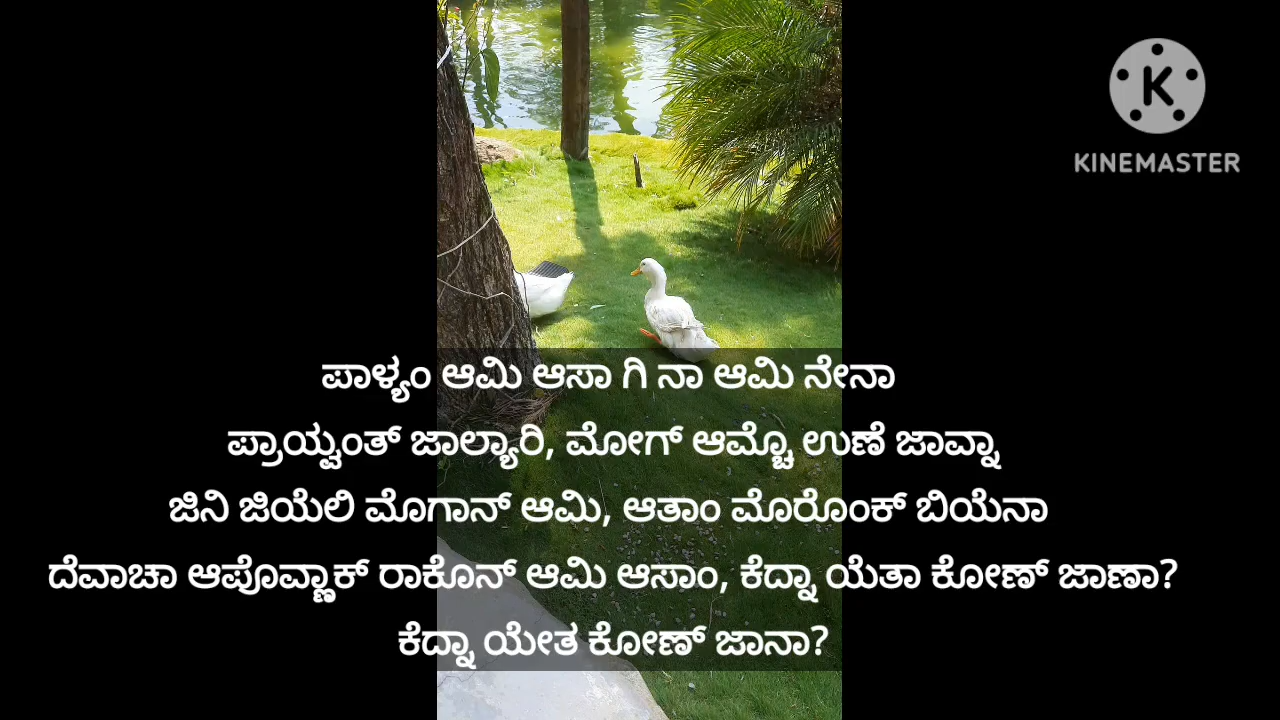 KINEMASTER
ಪಾಳ್ಯಂ ಆಮಿ ಆಸಾ ಗಿ ನಾ ಆಮಿ ನೇನಾ
ಪ್ರಾಯ್ವಂತ್ ಜಾಲ್ಯಾರಿ, ಮೋಗ್ ಆಮ್ಚೊ ಉಣೆ ಜಾವ್ನಾ
ಜಿನಿ ಜಿಯೆಲಿ ಮೊಗಾನ್ ಆಮಿ, ಆತಾಂ ಮೊರೊಂಕ್ ಬಿಯೆನಾ
ದೆವಾಚಾ ಆಪೊವ್ಣಾಕ್ ರಾಕೊನ್ ಆಮಿ ಆಸಾಂ, ಕೆದ್ನಾ ಯೆತಾ ಕೋಣ್ ಜಾಣಾ?
ಕೆದ್ನಾ ಯೇತ ಕೋಣ್ ಜಾನಾ?